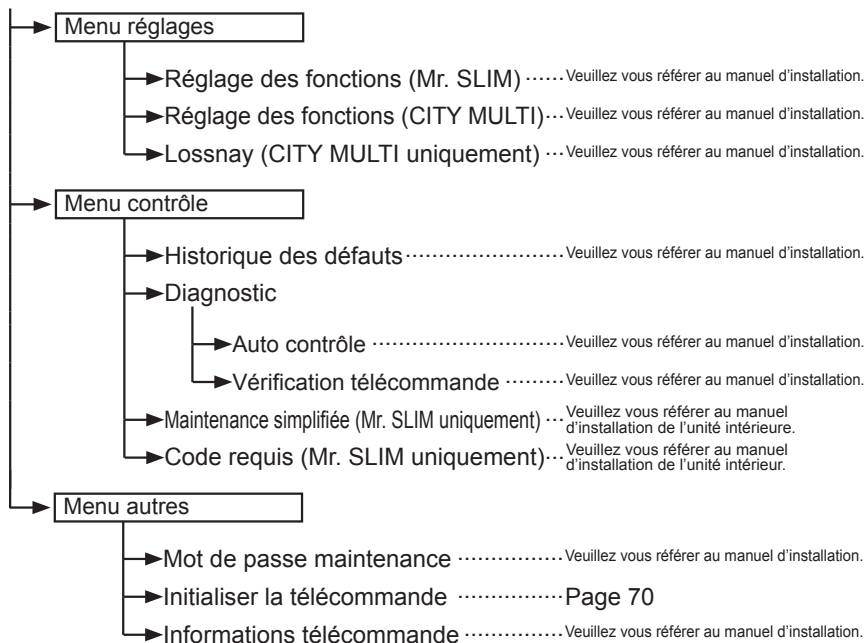 Menu réglages
Réglage des fonctions (Mr. SLIM) ······ Veuillez vous référer au manuel d'installation.
Réglage des fonctions (CITY MULTI) ··· Veuillez vous référer au manuel d'installation.
Lossnay (CITY MULTI uniquement) ··· Veuillez vous référer au manuel d'installation.
Menu contrôle
Historique des défauts ························ Veuillez vous référer au manuel d'installation.
Diagnostic
Auto contrôle ····························· Veuillez vous référer au manuel d'installation.
Vérification télécommande ········· Veuillez vous référer au manuel d'installation.
Maintenance simplifiée (Mr. SLIM uniquement) ··· Veuillez vous référer au manuel
d'installation de l'unité intérieure.
Code requis (Mr. SLIM uniquement) ··· Veuillez vous référer au manuel
d'installation de l'unité intérieur.
Menu autres
Mot de passe maintenance ················ Veuillez vous référer au manuel d'installation.
Initialiser la télécommande ················ Page 70
Informations télécommande ··············· Veuillez vous référer au manuel d'installation.